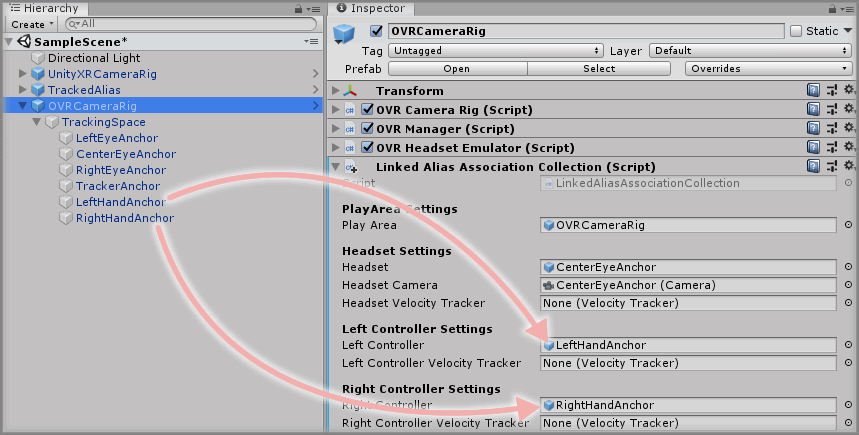 Hierarchy
Create
All
SampleScene*
Directional Light
UnityXRCameraRig
TrackedAlias
OVRCameraRig
TrackingSpace
LeftEyeAnchor
CenterEyeAnchor
RightEyeAnchor
TrackerAnchor
LeftHandAnchor
RightHandAnchor
Inspector
OVRCameraRig Static
Tag Untagged Layer Default
Prefab Open Select Overrides
Transform
OVR Camera Rig (Script)
OVR Manager (Script)
OVR Headset Emulator (Script)
Linked Alias Association Collection (Script)
Script LinkedAliasAssociationCollection
PlayArea Settings
Play Area OVRCameraRig
Headset Settings
Headset CenterEyeAnchor
Headset Camera CenterEyeAnchor (Camera)
Headset Velocity Tracker None (Velocity Tracker)
Left Controller Settings
Left Controller LeftHandAnchor
Left Controller Velocity Tracker None (Velocity Tracker)
Right Controller Settings
Right Controller RightHandAnchor
Right Controller Velocity Tracker None (Velocity Tracker)